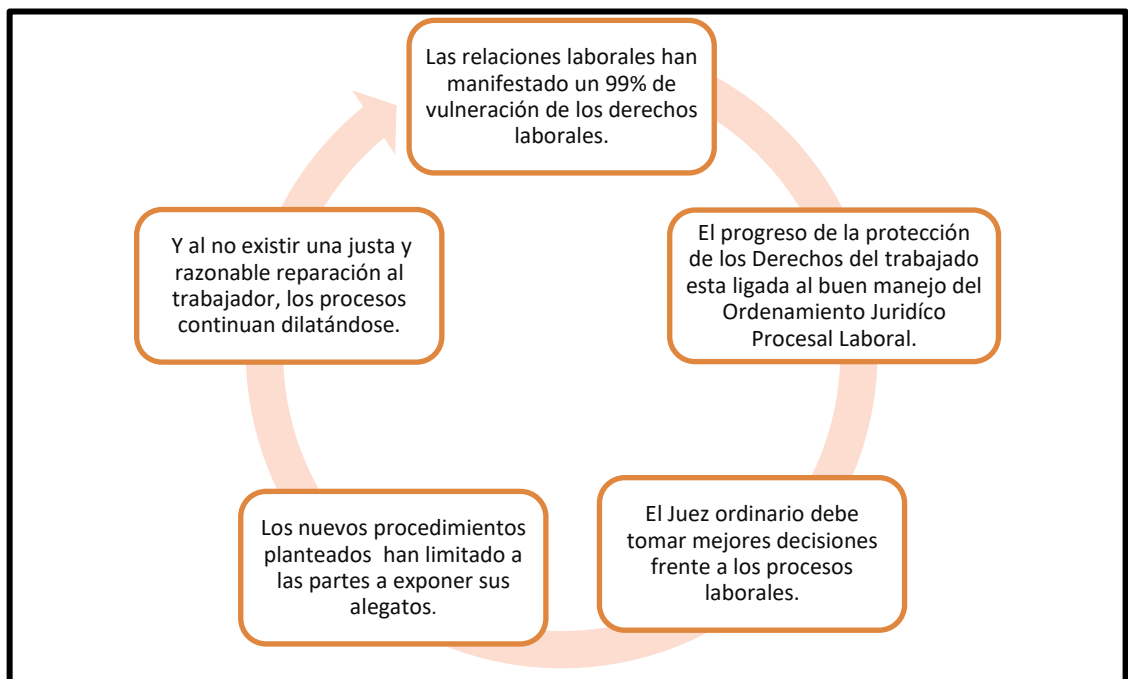 Las relaciones laborales han
manifestado un 99% de
vulneración de los derechos
laborales.
El progreso de la protección
de los Derechos del trabajado
esta ligada al buen manejo del
Ordenamiento Juridíco
Procesal Laboral.
El Juez ordinario debe
tomar mejores decisiones
frente a los procesos
laborales.
Los nuevos procedimientos
planteados han limitado a
las partes a exponer sus
alegatos.
Y al no existir una justa y
razonable reparación al
trabajador, los procesos
continuan dilatándose.